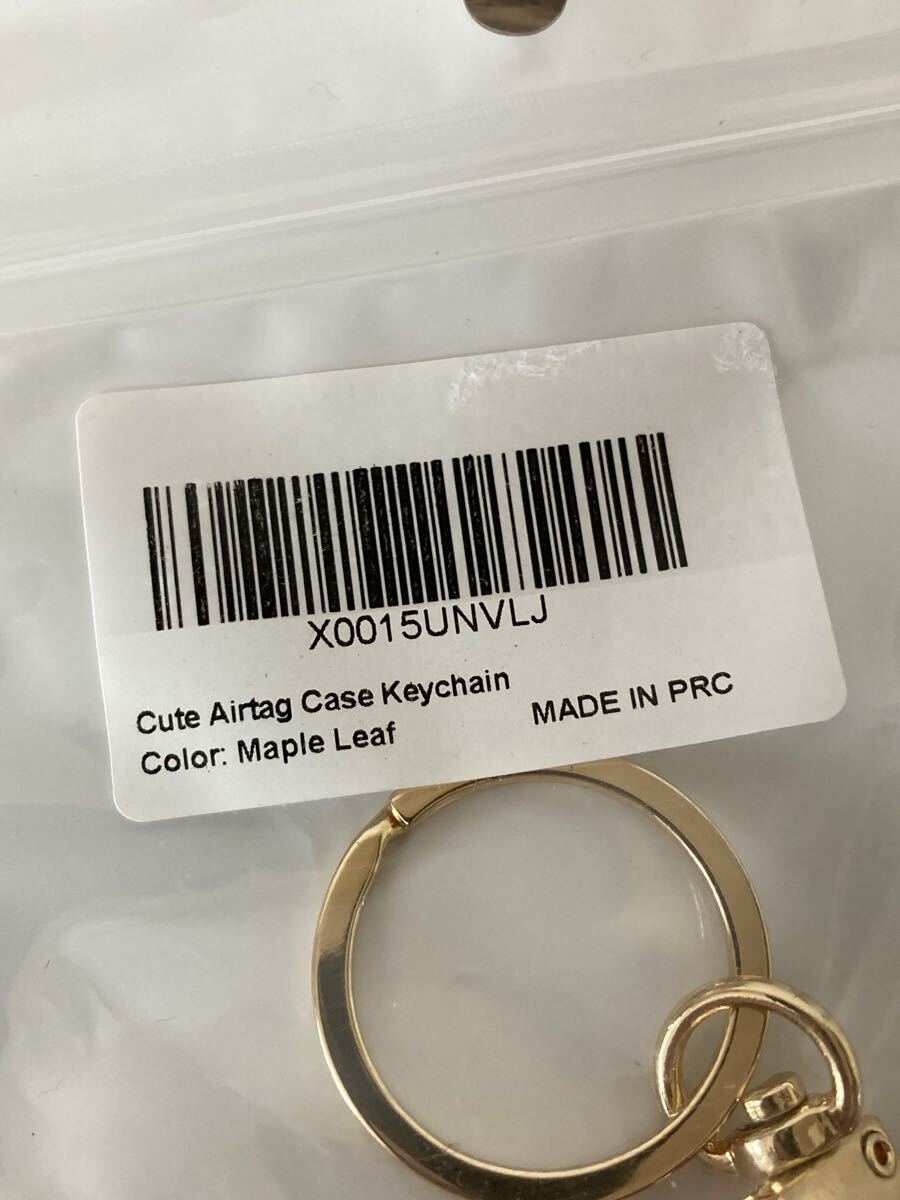 X0015UNVLJ
Cute Airtag Case Keychain
Color: Maple Leaf
MADE IN PRC